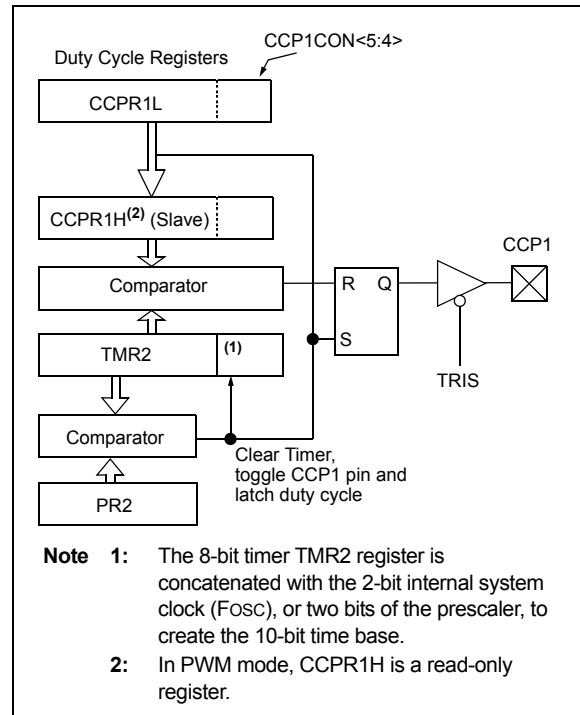 CCP1CON<5:4>
Duty Cycle Registers
CCPR1L
CCPR1H(2) (Slave)
CCP1
Comparator
R Q
(1)
TMR2
S
TRIS
Comparator
Clear Timer,
toggle CCP1 pin and
latch duty cycle
PR2
Note 1: The 8-bit timer TMR2 register is
concatenated with the 2-bit internal system
clock (FOSC), or two bits of the prescaler, to
create the 10-bit time base.
2: In PWM mode, CCPR1H is a read-only
register.